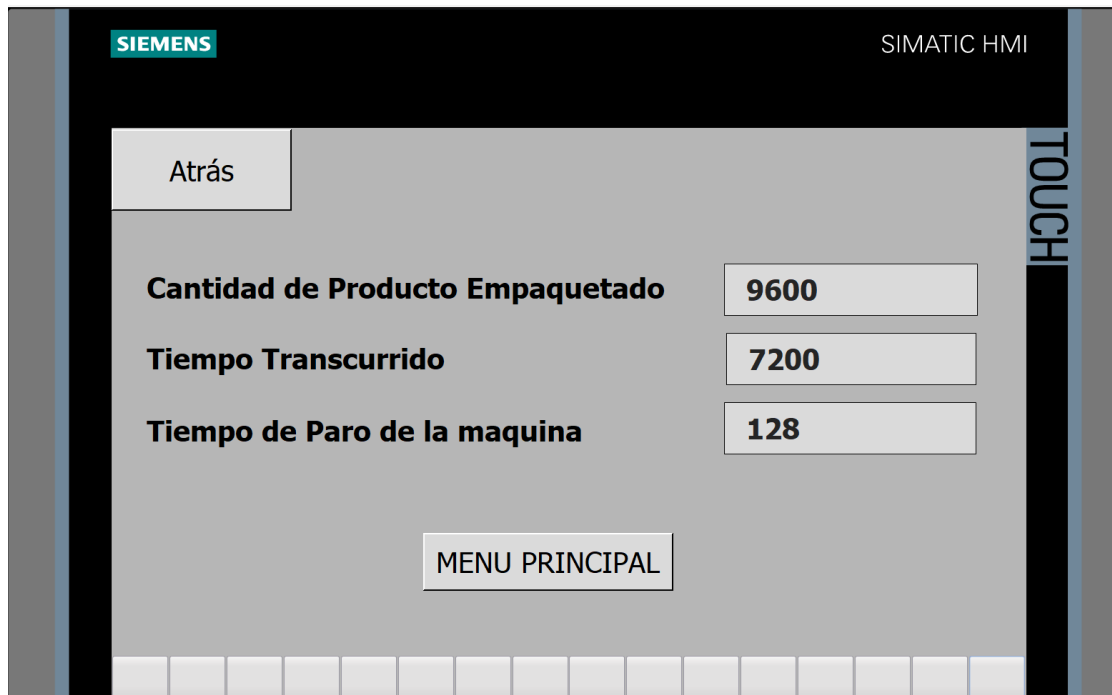 SIEMENS SIMATIC HMI
TOUCH
Atrás
Cantidad de Producto Empaquetado 9600
Tiempo Transcurrido 7200
Tiempo de Paro de la maquina 128
MENU PRINCIPAL